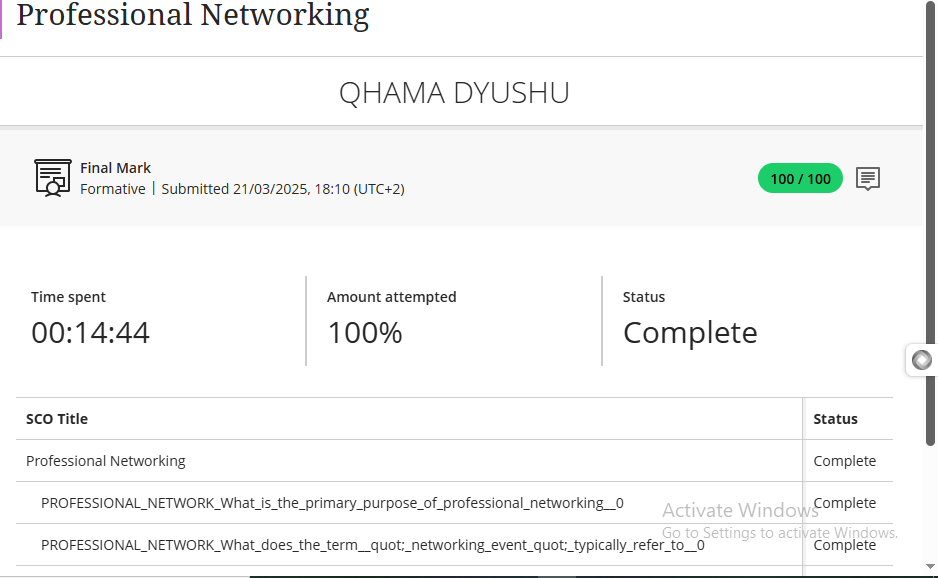 Professional Networking
QHAMA DYUSHU
Final Mark
Formative | Submitted 21/03/2025, 18:10 (UTC+2)
100 / 100
Time spent
Amount attempted
Status
00:14:44
100%
Complete
SCO Title
Status
Professional Networking
Complete
PROFESSIONAL_NETWORK_What_is_the_primary_purpose_of_professional_networking__0
Complete
PROFESSIONAL_NETWORK_What_does_the_term__quot;_networking_event_quot;_typically_refer_to__0
Complete
Activate Windows
Go to Settings to activate Windows.